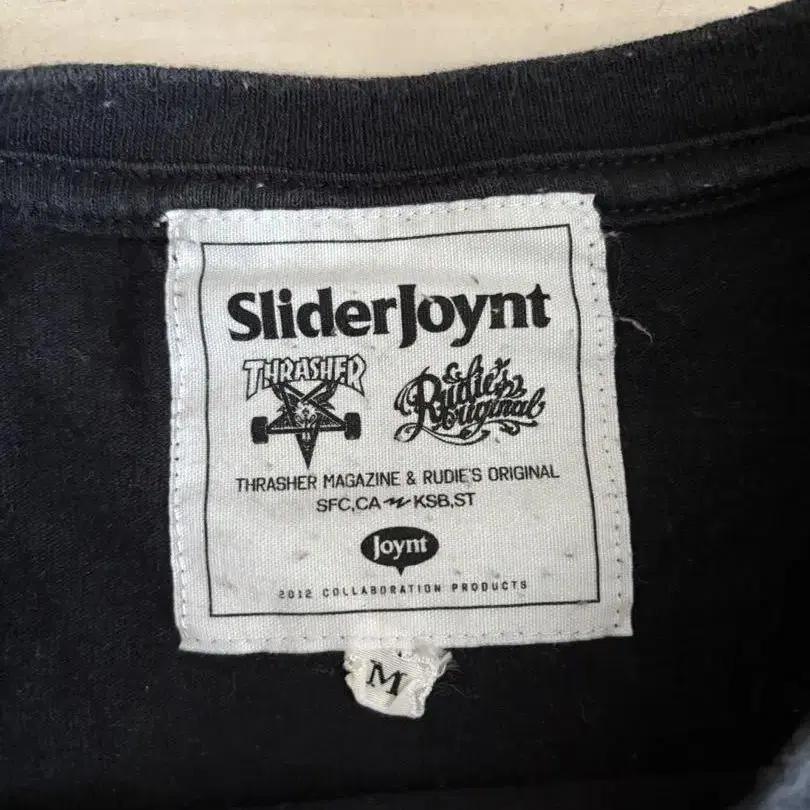 SliderJoynt
THRASHER
Rudie's
Original
THRASHER MAGAZINE & RUDIE'S ORIGINAL
SFC,CA KSB,ST
Joynt
2012 COLLABORATION PRODUCTS
M